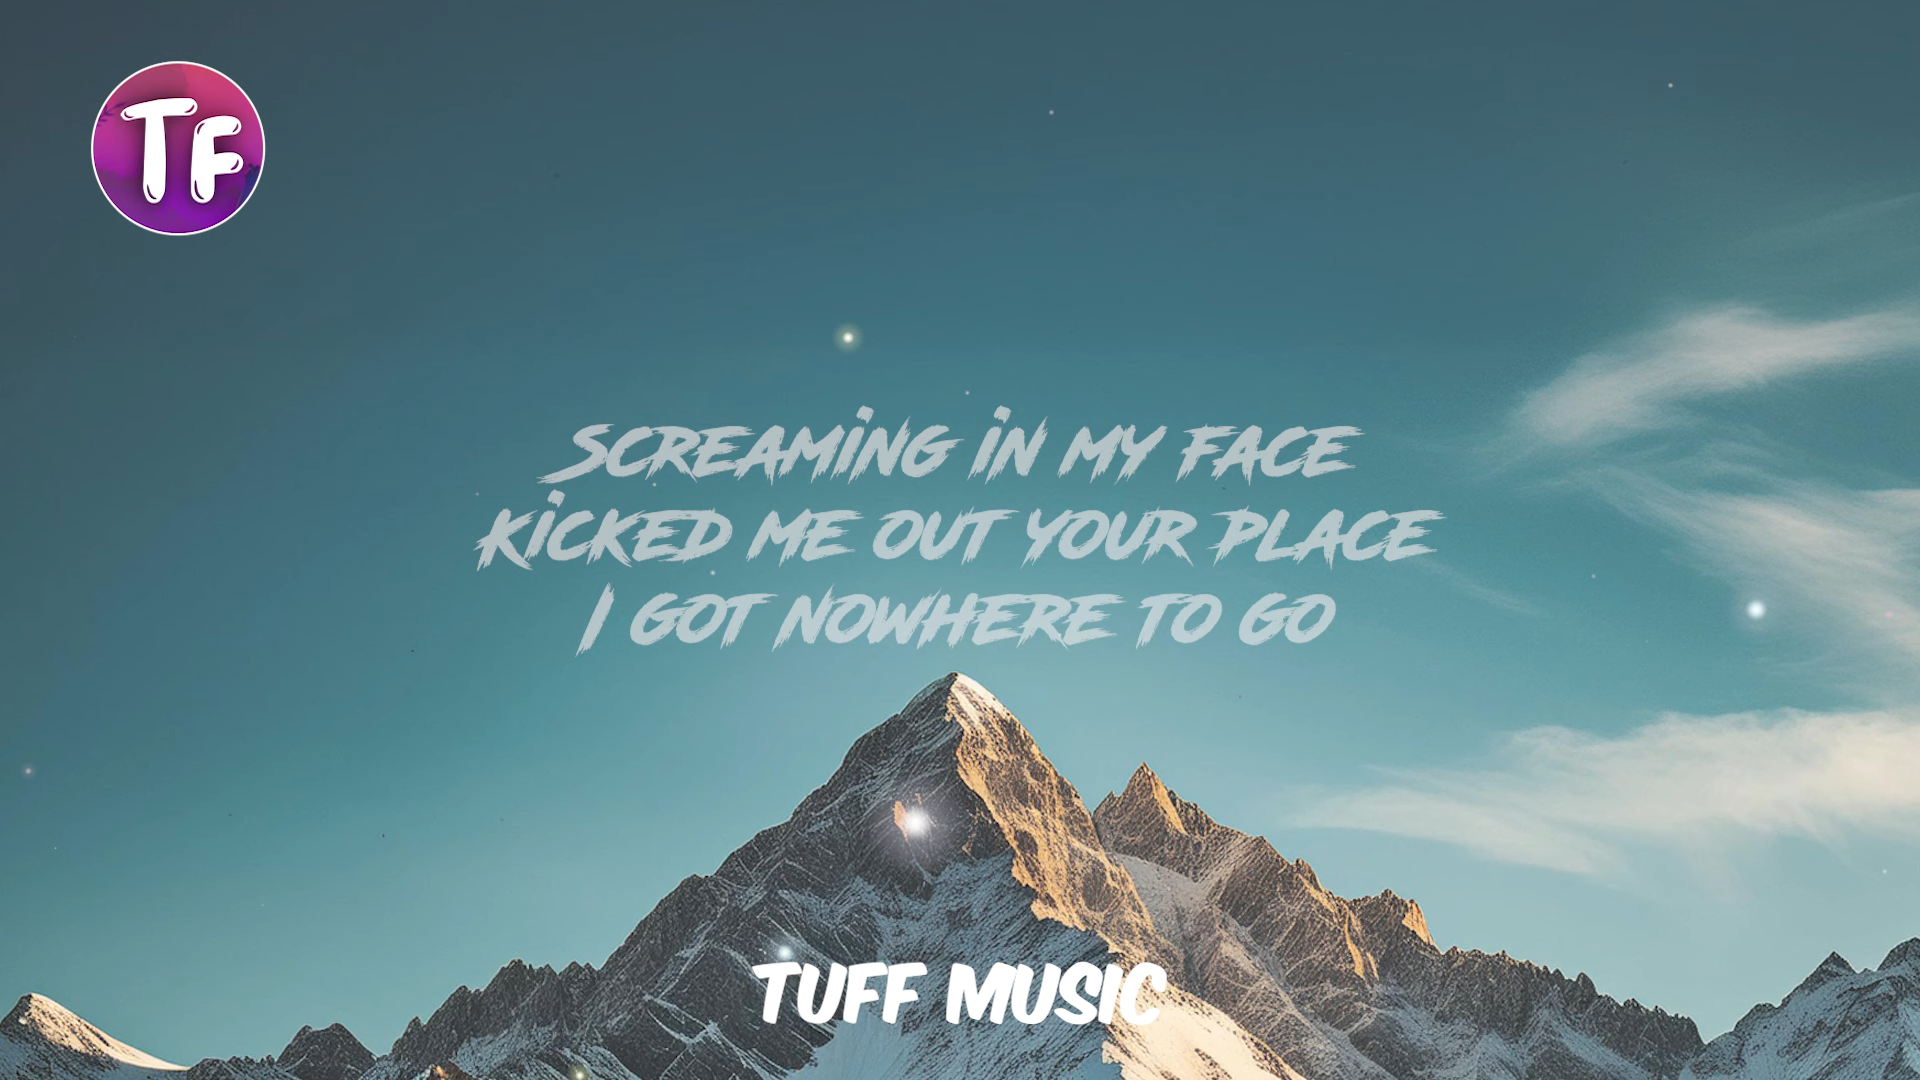 TF
Screaming in my face
Kicked me out your place
I got nowhere to go
TUFF MUSIC